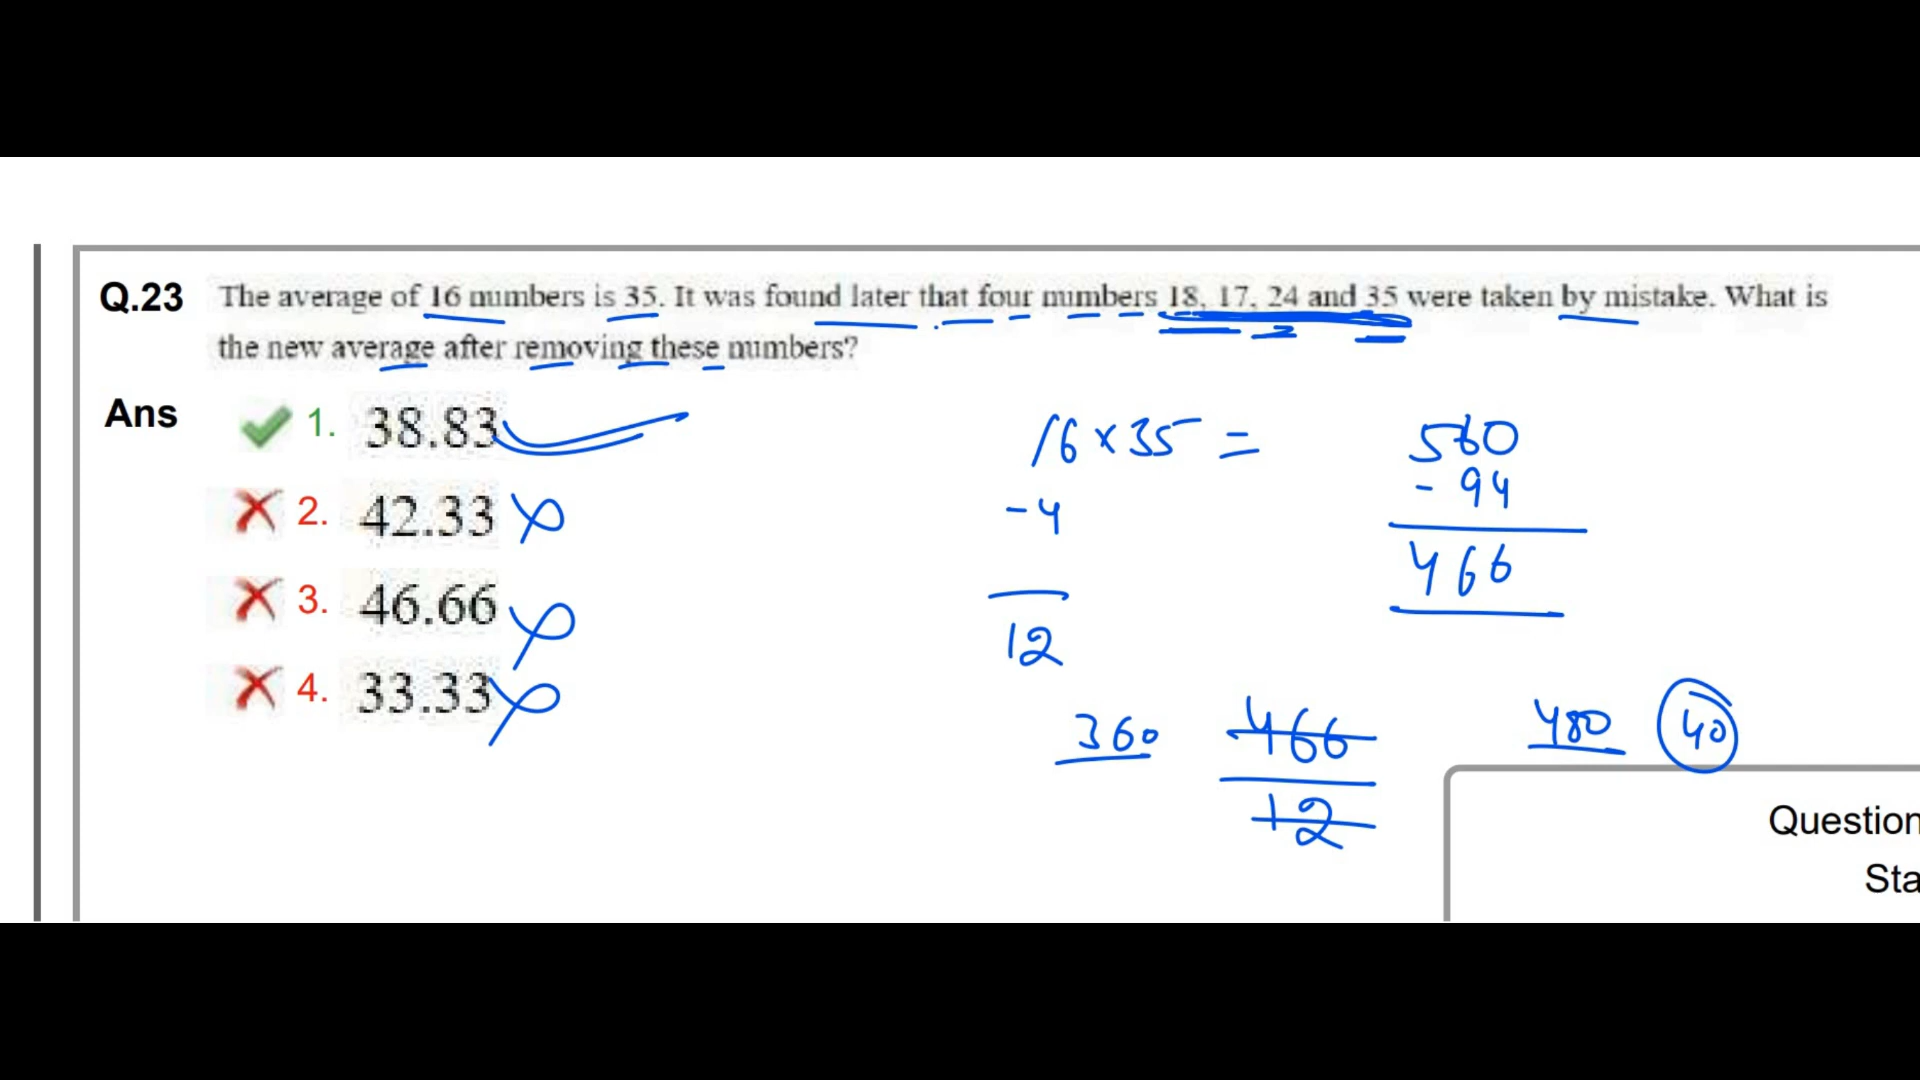 Q.23 The average of 16 numbers is 35. It was found later that four numbers 18, 17, 24 and 35 were taken by mistake. What is
the new average after removing these numbers?
Ans 1. 38.83
2. 42.33
3. 46.66
4. 33.33
16 × 35 = 560
- 4 - 94
12 466
360 466 480 40
12
Question
Sta